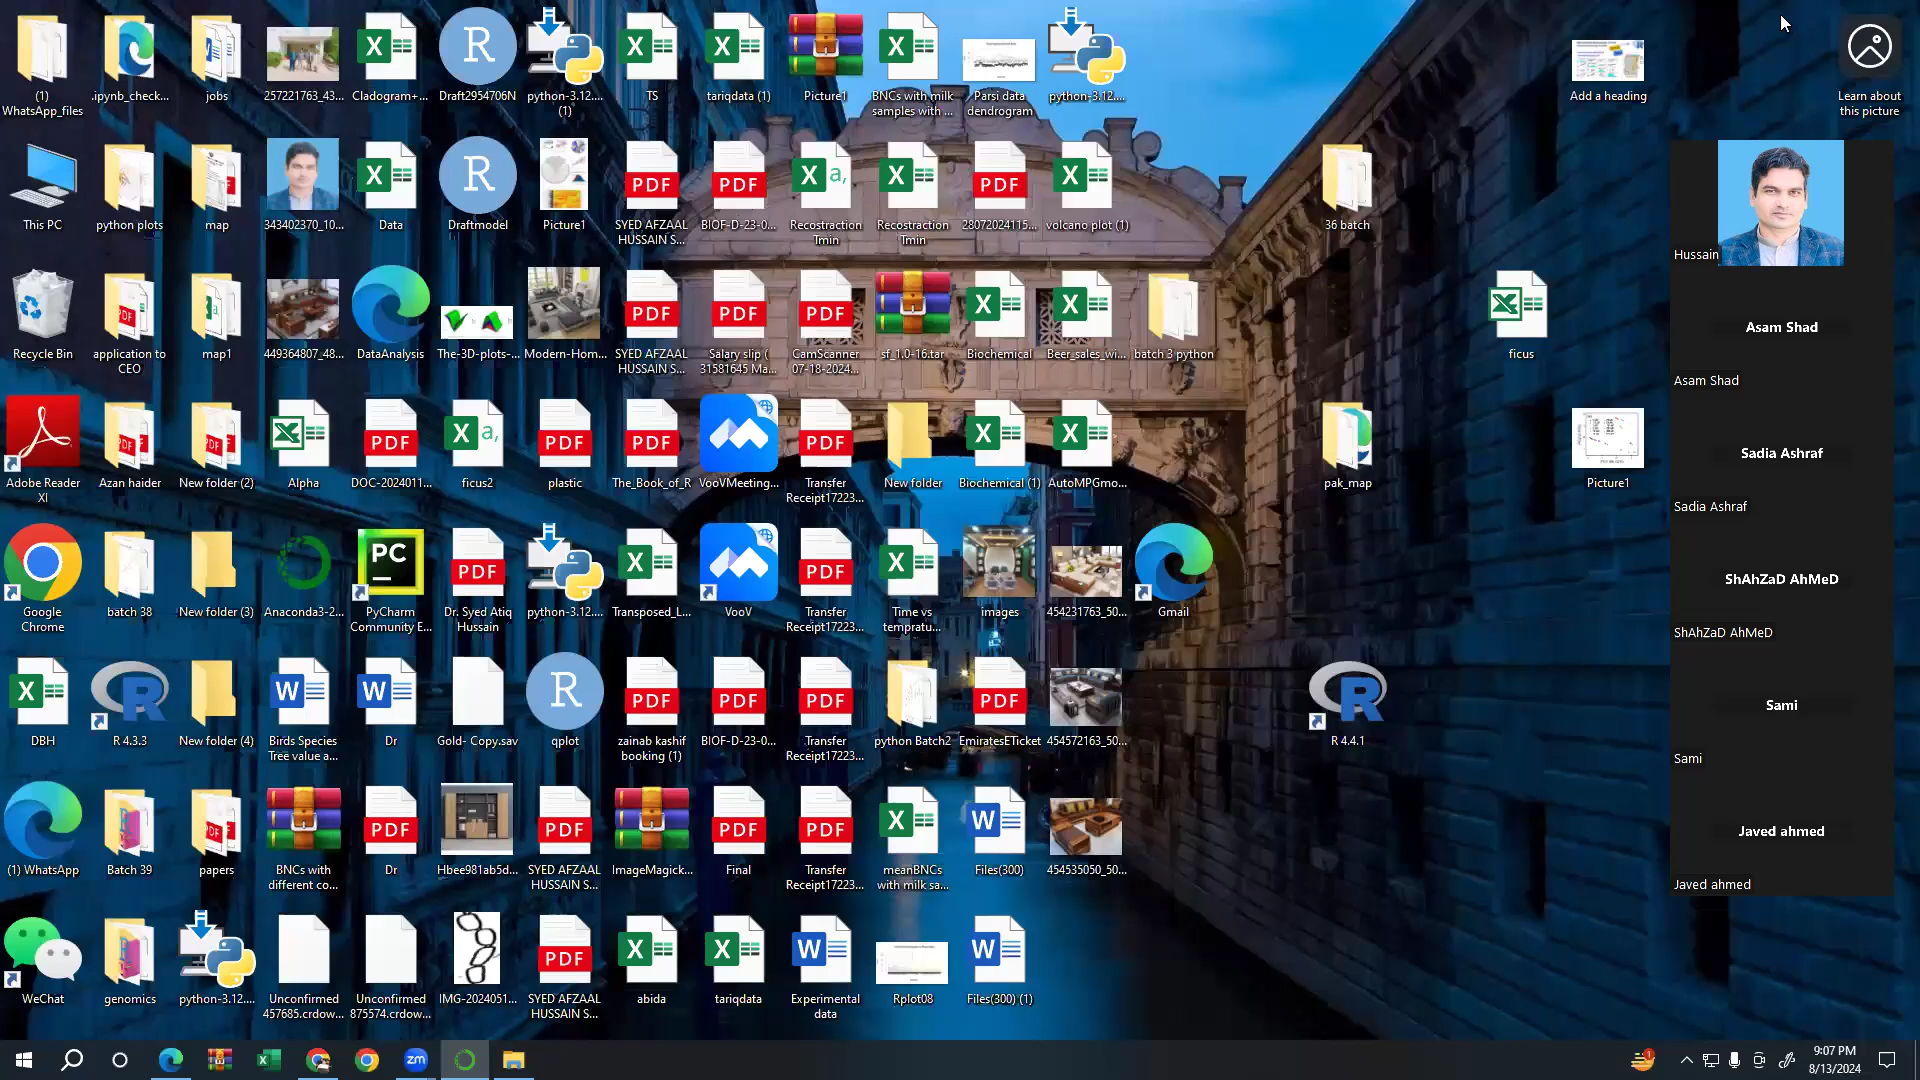 (1)
WhatsApp_files
.ipynb_check...
jobs
257221763_43...
Cladogram+...
Draft2954706N
python-3.12....
(1)
TS
tariqdata (1)
Picture1
BNCs with milk
samples with ...
Parsi data
dendrogram
python-3.12....
Add a heading
Learn about
this picture
This PC
python plots
map
343402370_10...
Data
Draftmodel
Picture1
SYED AFZAAL
HUSSAIN S...
BIOF-D-23-0...
Recostraction
Tmin
Recostraction
Tmin
28072024115...
volcano plot (1)
36 batch
Hussain
Recycle Bin
application to
CEO
map1
449364807_48...
DataAnalysis
The-3D-plots-...
Modern-Hom...
SYED AFZAAL
HUSSAIN S...
Salary slip (
31581645 Ma...
CamScanner
07-18-2024...
sf_1.0-16.tar
Biochemical
Beer_sales_wi...
batch 3 python
ficus
Asam Shad
Asam Shad
Adobe Reader
XI
Azan haider
New folder (2)
Alpha
DOC-2024011...
ficus2
plastic
The_Book_of_R
VooVMeeting...
Transfer
Receipt17223...
New folder
Biochemical (1)
AutoMPGmo...
pak_map
Picture1
Sadia Ashraf
Sadia Ashraf
Google
Chrome
batch 38
New folder (3)
Anaconda3-2...
PyCharm
Community E...
Dr. Syed Atiq
Hussain
python-3.12....
Transposed_L...
VooV
Transfer
Receipt17223...
Time vs
tempratu...
images
454231763_50...
Gmail
ShAhZaD AhMeD
ShAhZaD AhMeD
DBH
R 4.3.3
New folder (4)
Birds Species
Tree value a...
Dr
Gold- Copy.sav
qplot
zainab kashif
booking (1)
BIOF-D-23-0...
Transfer
Receipt17223...
python Batch2
EmiratesETicket
454572163_50...
R 4.4.1
Sami
Sami
(1) WhatsApp
Batch 39
papers
BNCs with
different co...
Dr
Hbee981ab5d...
SYED AFZAAL
HUSSAIN S...
ImageMagick...
Final
Transfer
Receipt17223...
meanBNCs
with milk sa...
Files(300)
454535050_50...
Javed ahmed
Javed ahmed
WeChat
genomics
python-3.12....
Unconfirmed
457685.crdow...
Unconfirmed
875574.crdow...
IMG-2024051...
SYED AFZAAL
HUSSAIN S...
abida
tariqdata
Experimental
data
Rplot08
Files(300) (1)
zm
9:07 PM
8/13/2024